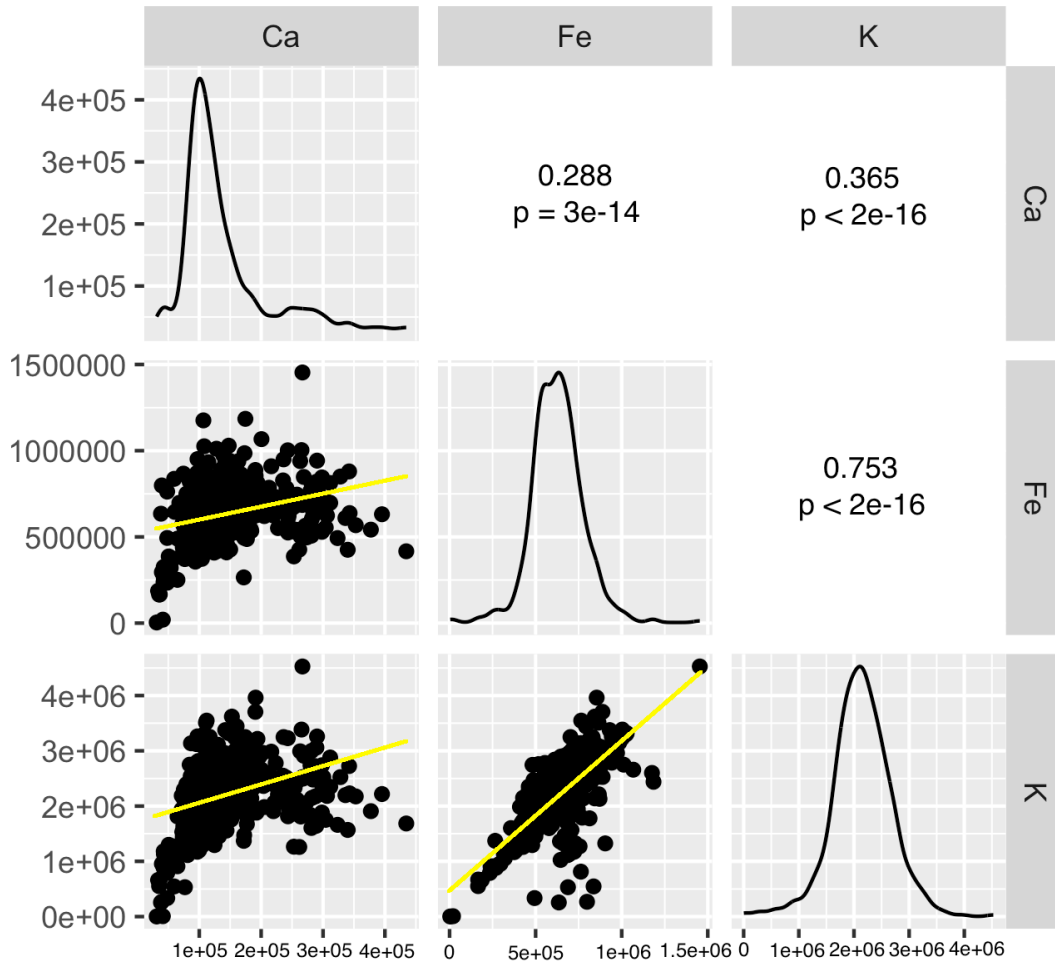 Ca Fe K
4e+05
3e+05
2e+05
1e+05
0.288
p = 3e-14
0.365
p < 2e-16
Ca
1500000
1000000
500000
0
0.753
p < 2e-16
Fe
4e+06
3e+06
2e+06
1e+06
0e+00
K
1e+05 2e+05 3e+05 4e+05
0 5e+05 1e+06 1.5e+06
0 1e+06 2e+06 3e+06 4e+06